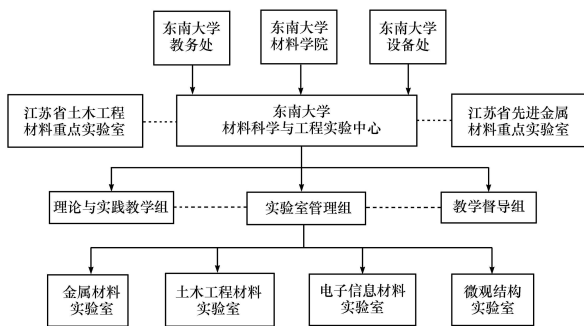 东南大学
教务处
东南大学
材料学院
东南大学
设备处
江苏省土木工程
材料重点实验室
东南大学
材料科学与工程实验中心
江苏省先进金属
材料重点实验室
理论与实践教学组
实验室管理组
教学督导组
金属材料
实验室
土木工程材料
实验室
电子信息材料
实验室
微观结构
实验室